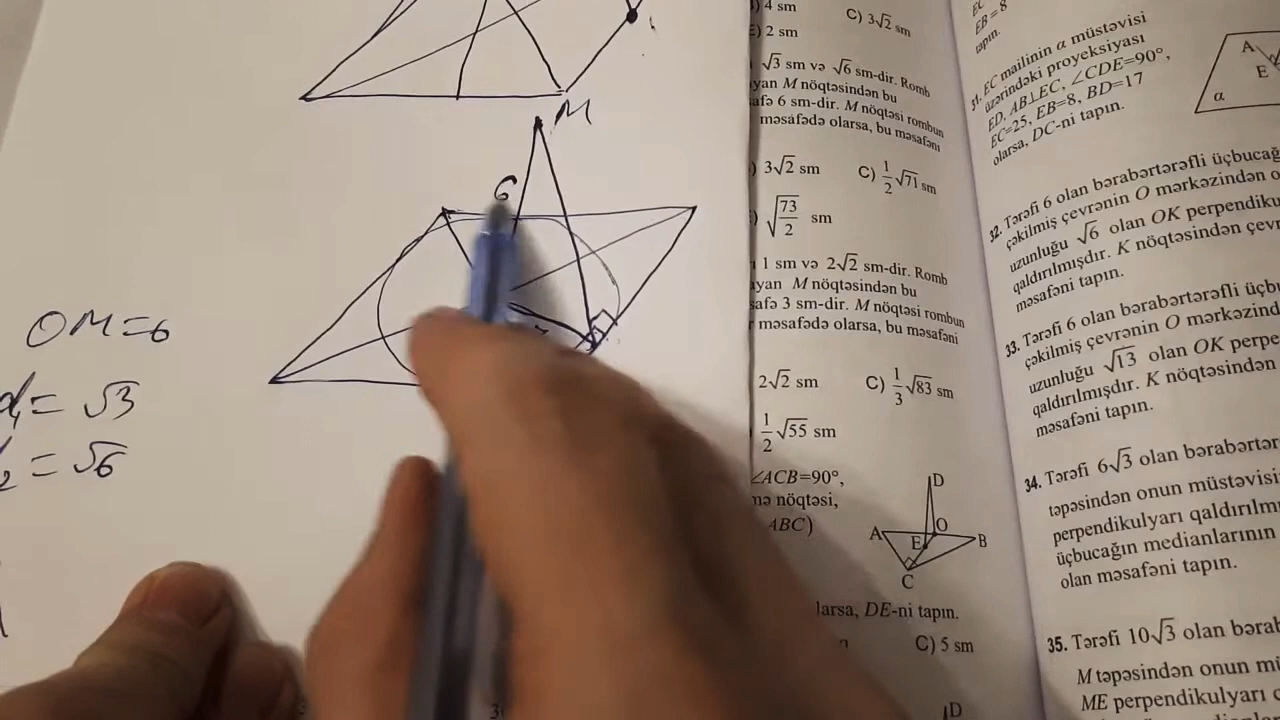 M
6
OM=6
= √3
= √6
) 4 sm
C) 3√2 sm
) 2 sm
√3 sm və √6 sm-dir. Romb
yan M nöqtəsindən bu
afə 6 sm-dir. M nöqtəsi rombun
məsafədə olarsa, bu məsafəni
) 3√2 sm
C) 1/2 √71 sm
√(73/2) sm
1 sm və 2√2 sm-dir. Romb
yan M nöqtəsindən bu
safə 3 sm-dir. M nöqtəsi rombun
məsafədə olarsa, bu məsafəni
2√2 sm
C) 1/3 √83 sm
1/2 √55 sm
∠ACB=90°,
mə nöqtəsi,
ABC)
D
A
O
E
B
C
larsa, DE-ni tapın.
C) 5 sm
D
EB=8
tapın.
31. EC mailinin α müstəvisi
üzərindəki proyeksiyası
ED, AB⊥EC, ∠CDE=90°,
EC=25, EB=8, BD=17
olarsa, DC-ni tapın.
A
E
α
32. Tərəfi 6 olan bərabərtərəfli üçbucağ
çəkilmiş çevrənin O mərkəzindən o
uzunluğu √6 olan OK perpendiku
qaldırılmışdır. K nöqtəsindən çevr
məsafəni tapın.
33. Tərəfi 6 olan bərabərtərəfli üçbu
çəkilmiş çevrənin O mərkəzind
uzunluğu √13 olan OK perpe
qaldırılmışdır. K nöqtəsindən
məsafəni tapın.
34. Tərəfi 6√3 olan bərabərtər
təpəsindən onun müstəvisi
perpendikulyarı qaldırılmı
üçbucağın medianlarının
olan məsafəni tapın.
35. Tərəfi 10√3 olan bərab
M təpəsindən onun mü
ME perpendikulyarı q